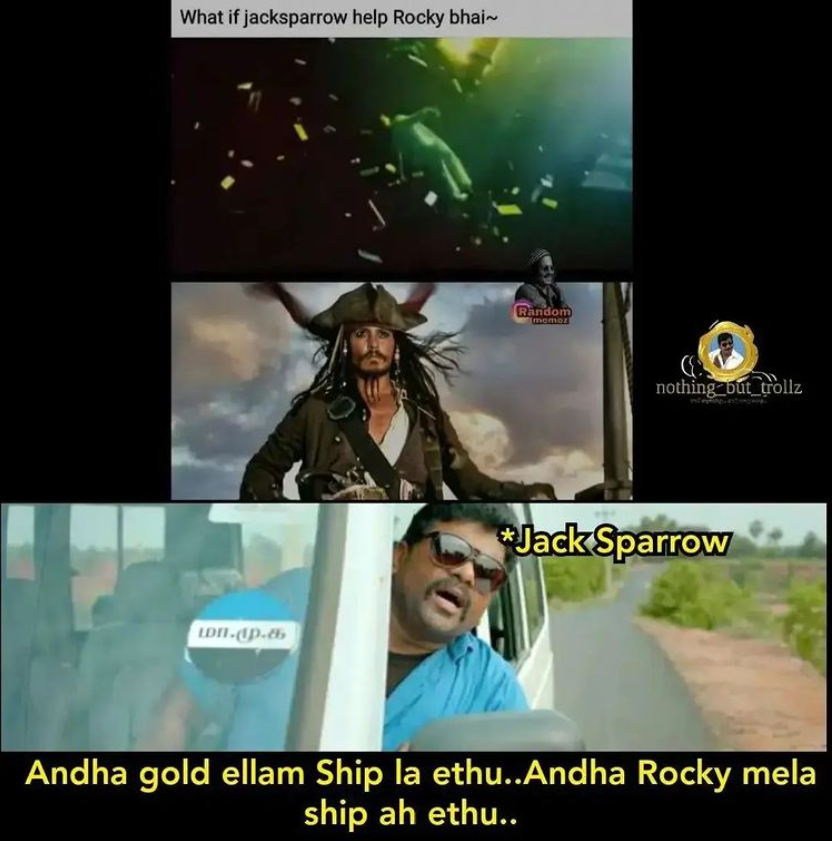 What if jacksparrow help Rocky bhai~
Random
memez
nothing_but_trollz
*Jack Sparrow
மா.மு.க
Andha gold ellam Ship la ethu..Andha Rocky mela
ship ah ethu..